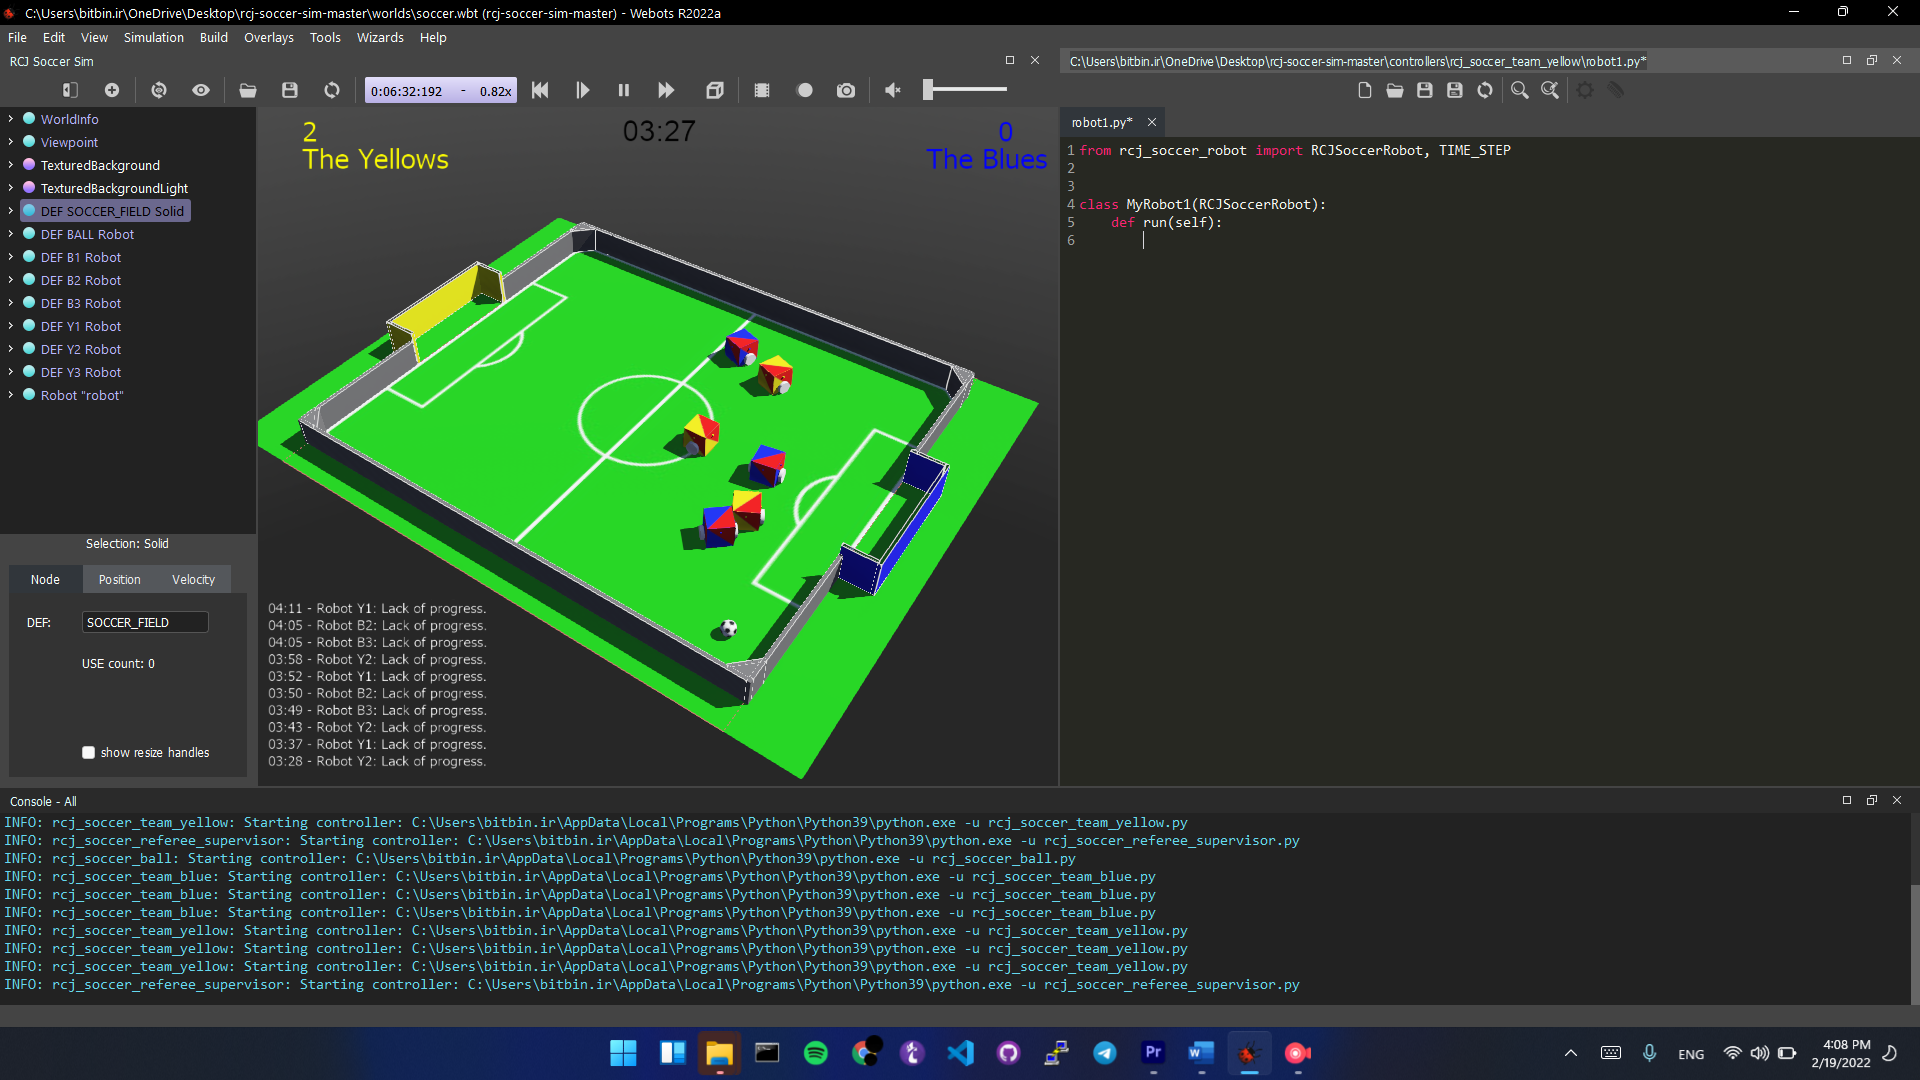 C:\Users\bitbin.ir\OneDrive\Desktop\rcj-soccer-sim-master\worlds\soccer.wbt (rcj-soccer-sim-master) - Webots R2022a
File Edit View Simulation Build Overlays Tools Wizards Help
RCJ Soccer Sim
0:06:32:192 - 0.82x
WorldInfo
Viewpoint
TexturedBackground
TexturedBackgroundLight
DEF SOCCER_FIELD Solid
DEF BALL Robot
DEF B1 Robot
DEF B2 Robot
DEF B3 Robot
DEF Y1 Robot
DEF Y2 Robot
DEF Y3 Robot
Robot "robot"
Selection: Solid
Node Position Velocity
DEF: SOCCER_FIELD
USE count: 0
show resize handles
2 03:27 0
The Yellows The Blues
04:11 - Robot Y1: Lack of progress.
04:05 - Robot B2: Lack of progress.
04:05 - Robot B3: Lack of progress.
03:58 - Robot Y2: Lack of progress.
03:52 - Robot Y1: Lack of progress.
03:50 - Robot B2: Lack of progress.
03:49 - Robot B3: Lack of progress.
03:43 - Robot Y2: Lack of progress.
03:37 - Robot Y1: Lack of progress.
03:28 - Robot Y2: Lack of progress.
C:\Users\bitbin.ir\OneDrive\Desktop\rcj-soccer-sim-master\controllers\rcj_soccer_team_yellow\robot1.py*
robot1.py*
1 from rcj_soccer_robot import RCJSoccerRobot, TIME_STEP
2
3
4 class MyRobot1(RCJSoccerRobot):
5 def run(self):
6
Console - All
INFO: rcj_soccer_team_yellow: Starting controller: C:\Users\bitbin.ir\AppData\Local\Programs\Python\Python39\python.exe -u rcj_soccer_team_yellow.py
INFO: rcj_soccer_referee_supervisor: Starting controller: C:\Users\bitbin.ir\AppData\Local\Programs\Python\Python39\python.exe -u rcj_soccer_referee_supervisor.py
INFO: rcj_soccer_ball: Starting controller: C:\Users\bitbin.ir\AppData\Local\Programs\Python\Python39\python.exe -u rcj_soccer_ball.py
INFO: rcj_soccer_team_blue: Starting controller: C:\Users\bitbin.ir\AppData\Local\Programs\Python\Python39\python.exe -u rcj_soccer_team_blue.py
INFO: rcj_soccer_team_blue: Starting controller: C:\Users\bitbin.ir\AppData\Local\Programs\Python\Python39\python.exe -u rcj_soccer_team_blue.py
INFO: rcj_soccer_team_blue: Starting controller: C:\Users\bitbin.ir\AppData\Local\Programs\Python\Python39\python.exe -u rcj_soccer_team_blue.py
INFO: rcj_soccer_team_yellow: Starting controller: C:\Users\bitbin.ir\AppData\Local\Programs\Python\Python39\python.exe -u rcj_soccer_team_yellow.py
INFO: rcj_soccer_team_yellow: Starting controller: C:\Users\bitbin.ir\AppData\Local\Programs\Python\Python39\python.exe -u rcj_soccer_team_yellow.py
INFO: rcj_soccer_team_yellow: Starting controller: C:\Users\bitbin.ir\AppData\Local\Programs\Python\Python39\python.exe -u rcj_soccer_team_yellow.py
INFO: rcj_soccer_referee_supervisor: Starting controller: C:\Users\bitbin.ir\AppData\Local\Programs\Python\Python39\python.exe -u rcj_soccer_referee_supervisor.py
Pr
ENG
4:08 PM
2/19/2022